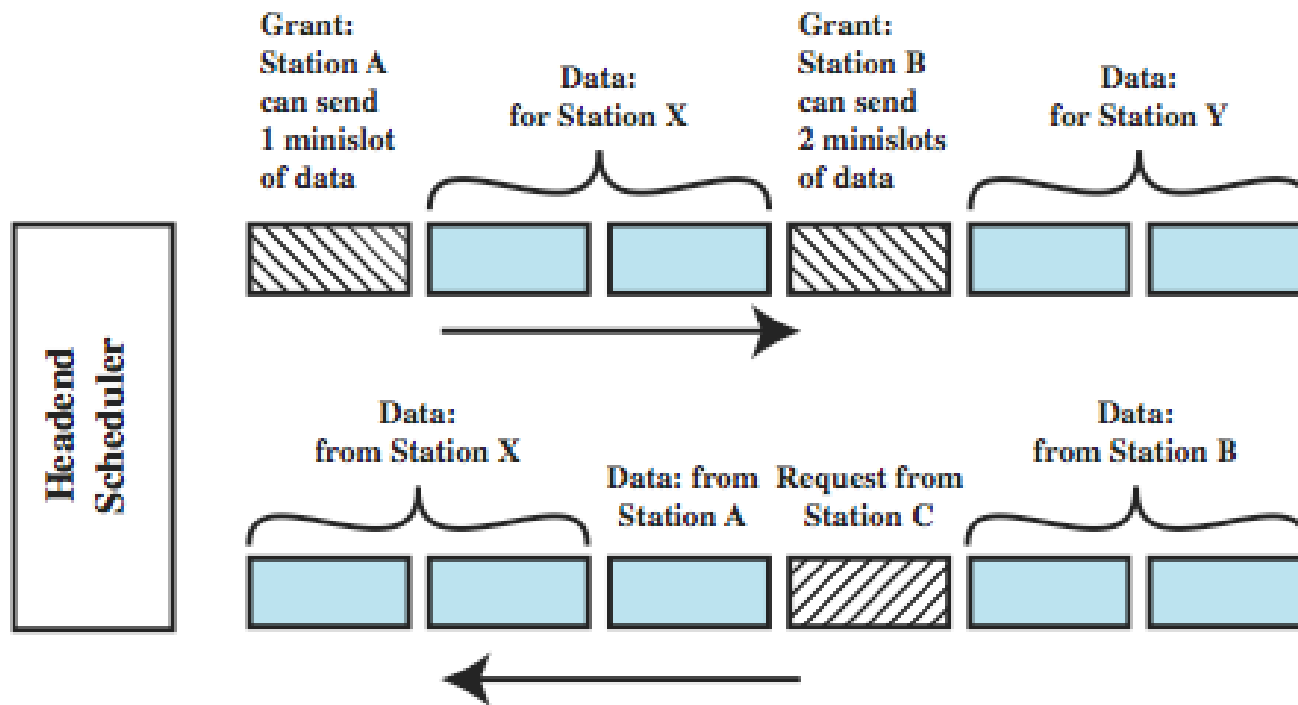 Grant:
Station A
can send
1 minislot
of data
Data:
for Station X
Grant:
Station B
can send
2 minislots
of data
Data:
for Station Y
Headend
Scheduler
Data:
from Station X
Data: from
Station A
Request from
Station C
Data:
from Station B